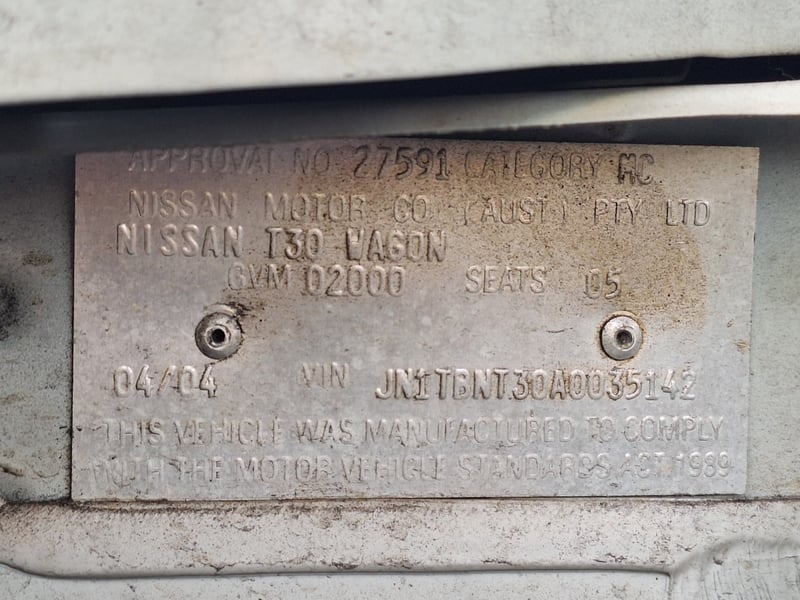 APPROVAL NO 27591 CATEGORY MC
NISSAN MOTOR CO (AUST) PTY LTD
NISSAN T30 WAGON
GVM 02000 SEATS 05
04/04 VIN JN1TBNT30A0035142
THIS VEHICLE WAS MANUFACTURED TO COMPLY
WITH THE MOTOR VEHICLE STANDARDS ACT 1989